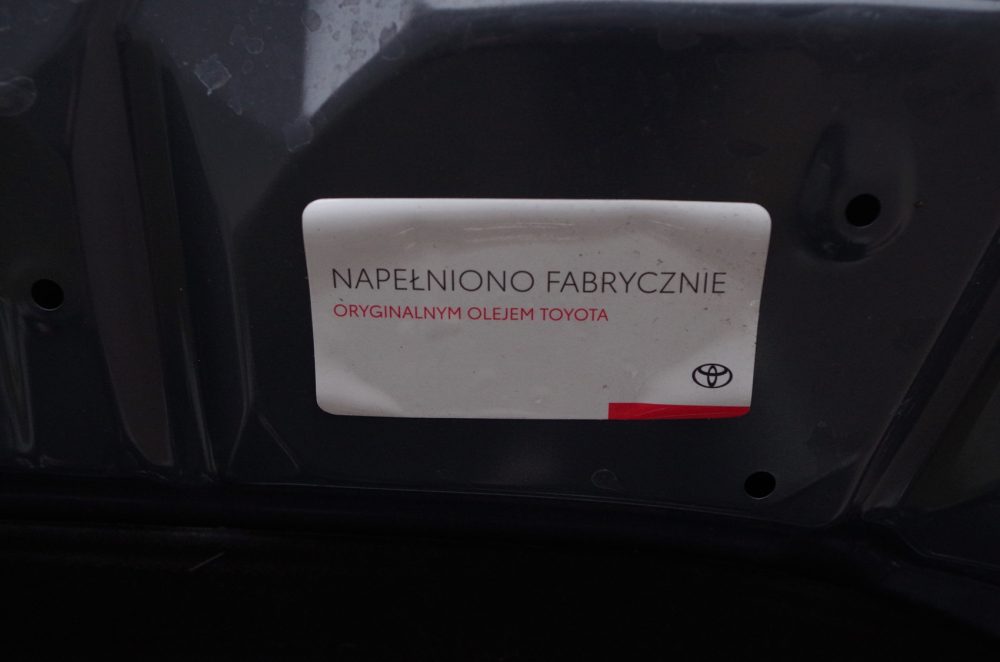 NAPEŁNIONO FABRYCZNIE
ORYGINALNYM OLEJEM TOYOTA